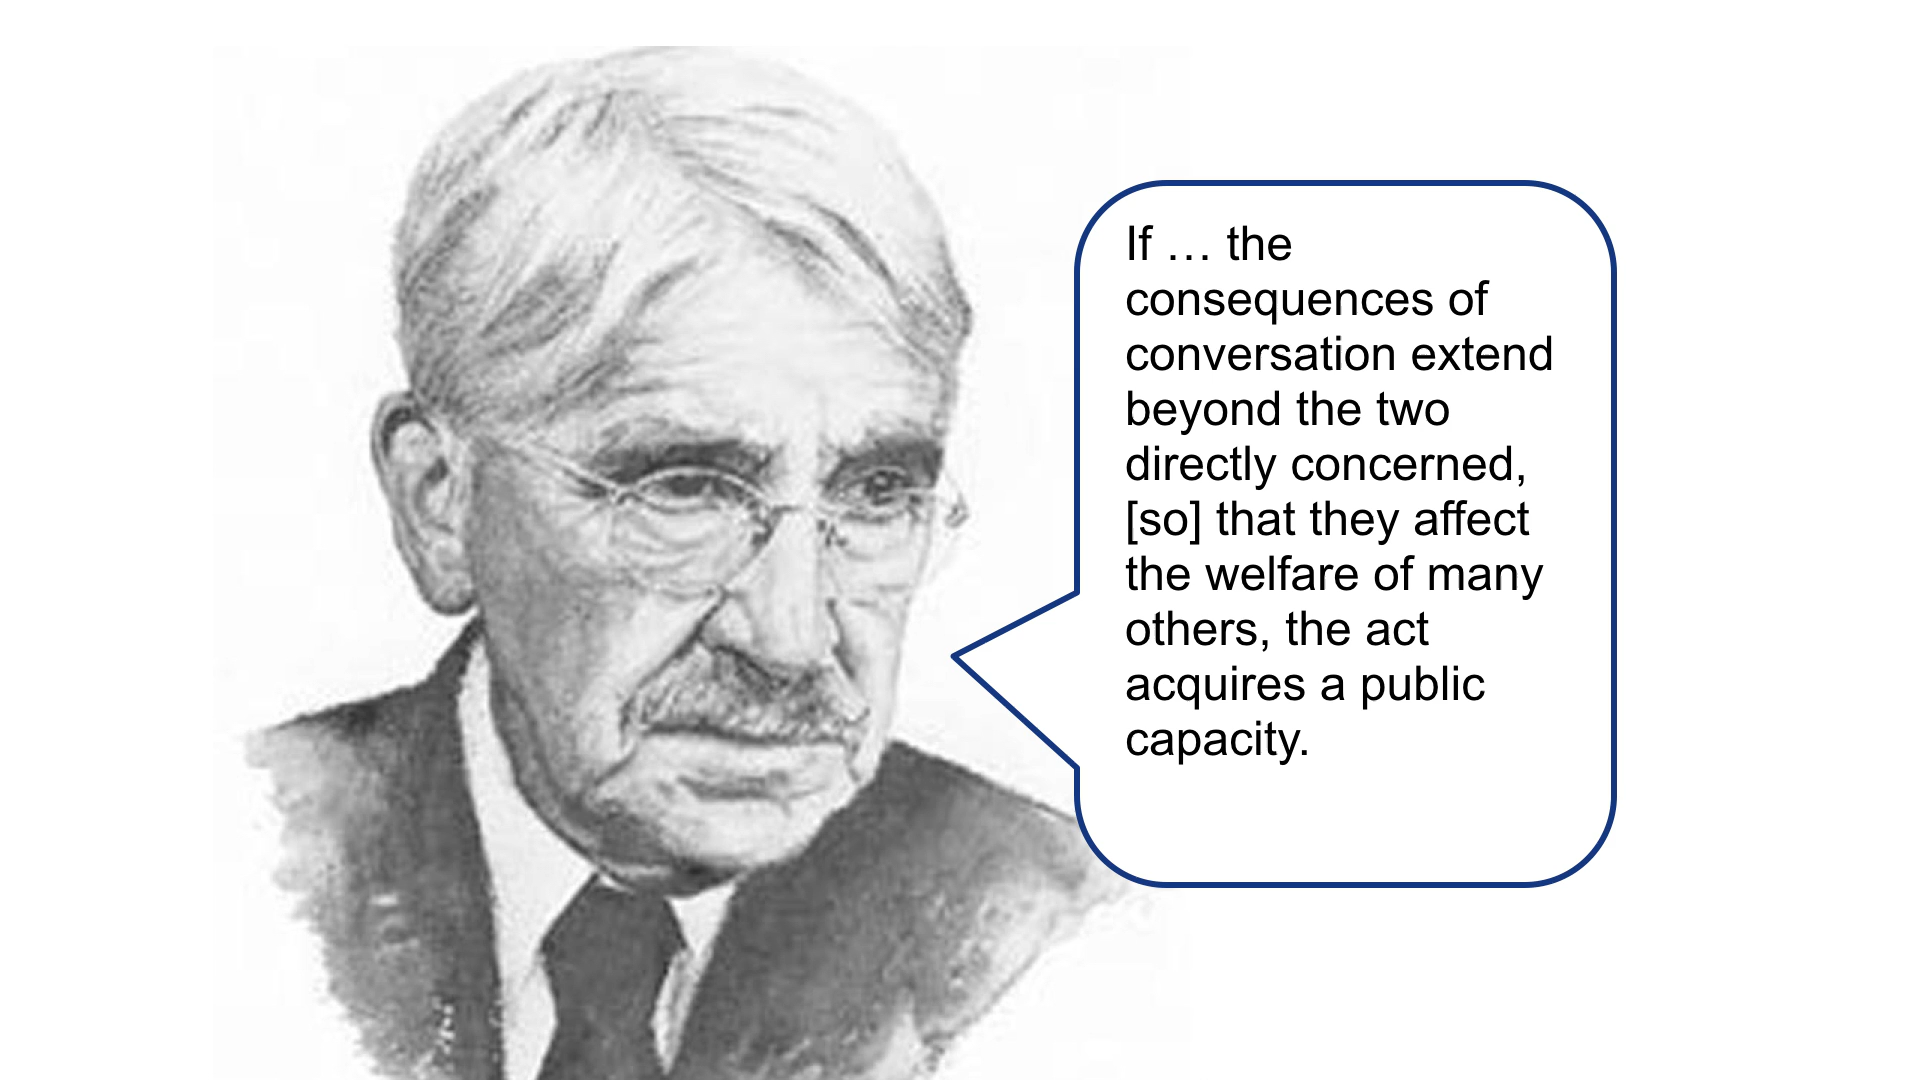 If … the
consequences of
conversation extend
beyond the two
directly concerned,
[so] that they affect
the welfare of many
others, the act
acquires a public
capacity.